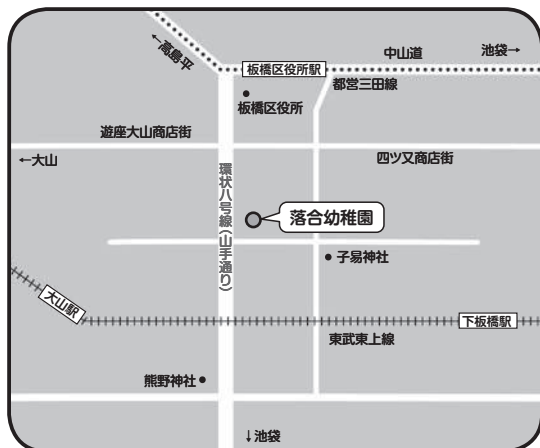 ←高島平
板橋区役所駅
中山道
池袋→
都営三田線
板橋区役所
遊座大山商店街
←大山
四ツ又商店街
環状八号線（山手通り）
落合幼稚園
子易神社
大山駅
下板橋駅
東武東上線
熊野神社
↓池袋